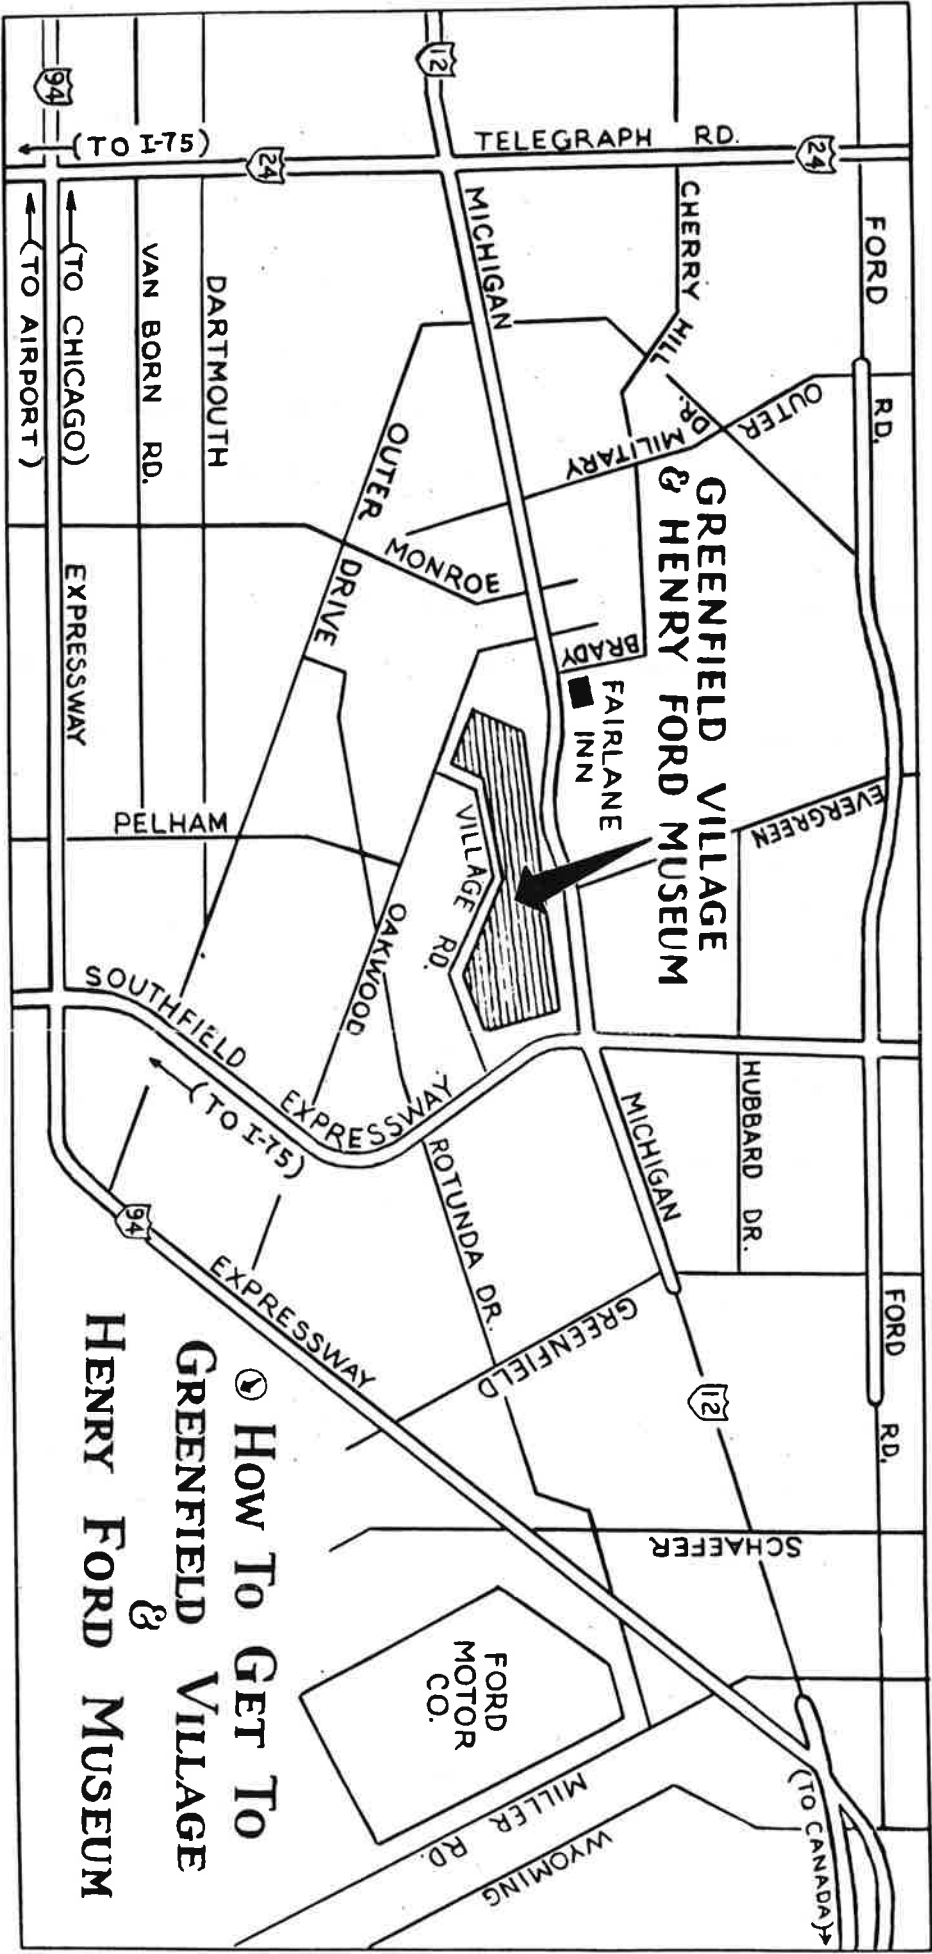 FORD RD.
FORD RD.
24
TELEGRAPH RD.
CHERRY HILL
OUTER
DR.
MILITARY
GREENFIELD VILLAGE
& HENRY FORD MUSEUM
EVERGREEN
HUBBARD DR.
12
MICHIGAN
BRADY
FAIRLANE
INN
MICHIGAN
12
GREENFIELD
SCHAEFER
(TO CANADA)
24
OUTER DRIVE
MONROE
VILLAGE RD.
OAKWOOD
ROTUNDA DR.
FORD
MOTOR
CO.
MILLER RD.
WYOMING
DARTMOUTH
VAN BORN RD.
PELHAM
SOUTHFIELD EXPRESSWAY
(TO I-75)
94
(TO I-75)
(TO CHICAGO)
(TO AIRPORT)
EXPRESSWAY
94
EXPRESSWAY
HOW TO GET TO
GREENFIELD VILLAGE
&
HENRY FORD MUSEUM